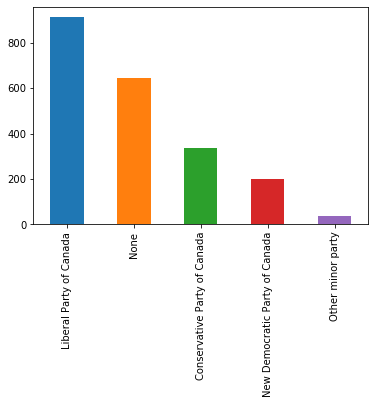 800
600
400
200
0
Liberal Party of Canada
None
Conservative Party of Canada
New Democratic Party of Canada
Other minor party